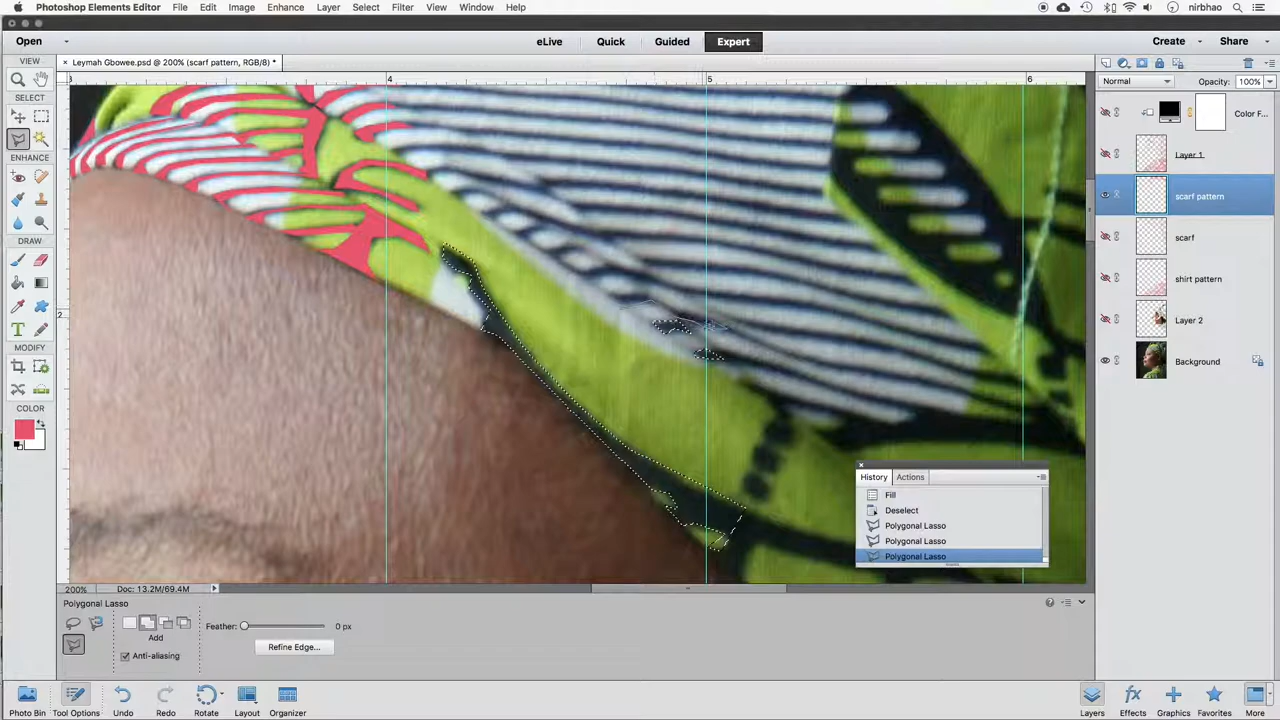 Photoshop Elements Editor File Edit Image Enhance Layer Select Filter View Window Help nirbhao
Open eLive Quick Guided Expert Create Share
VIEW × Leymah Gbowee.psd @ 200% (scarf pattern, RGB/8) *
4 5 6
Normal Opacity: 100%
SELECT
Color F...
ENHANCE
Layer 1
scarf pattern
DRAW
scarf
shirt pattern
2
Layer 2
MODIFY
Background
COLOR
History Actions
Fill
Deselect
Polygonal Lasso
Polygonal Lasso
Polygonal Lasso
200% Doc: 13.2M/69.4M
Polygonal Lasso
Feather: 0 px
Add
Refine Edge...
Anti-aliasing
Photo Bin Tool Options Undo Redo Rotate Layout Organizer Layers Effects Graphics Favorites More